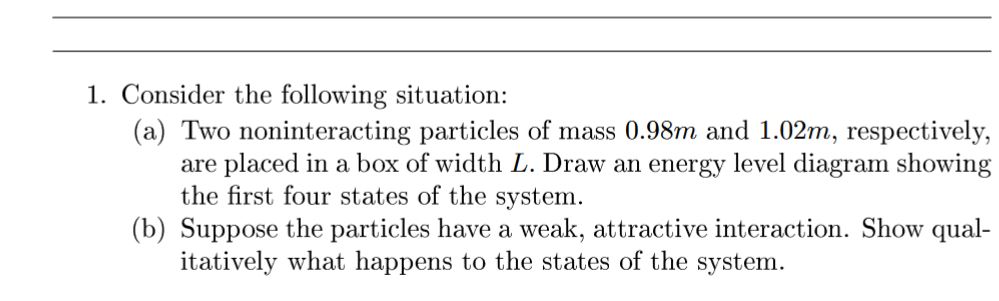 1. Consider the following situation:
(a) Two noninteracting particles of mass 0.98m and 1.02m, respectively,
are placed in a box of width L. Draw an energy level diagram showing
the first four states of the system.
(b) Suppose the particles have a weak, attractive interaction. Show qual-
itatively what happens to the states of the system.